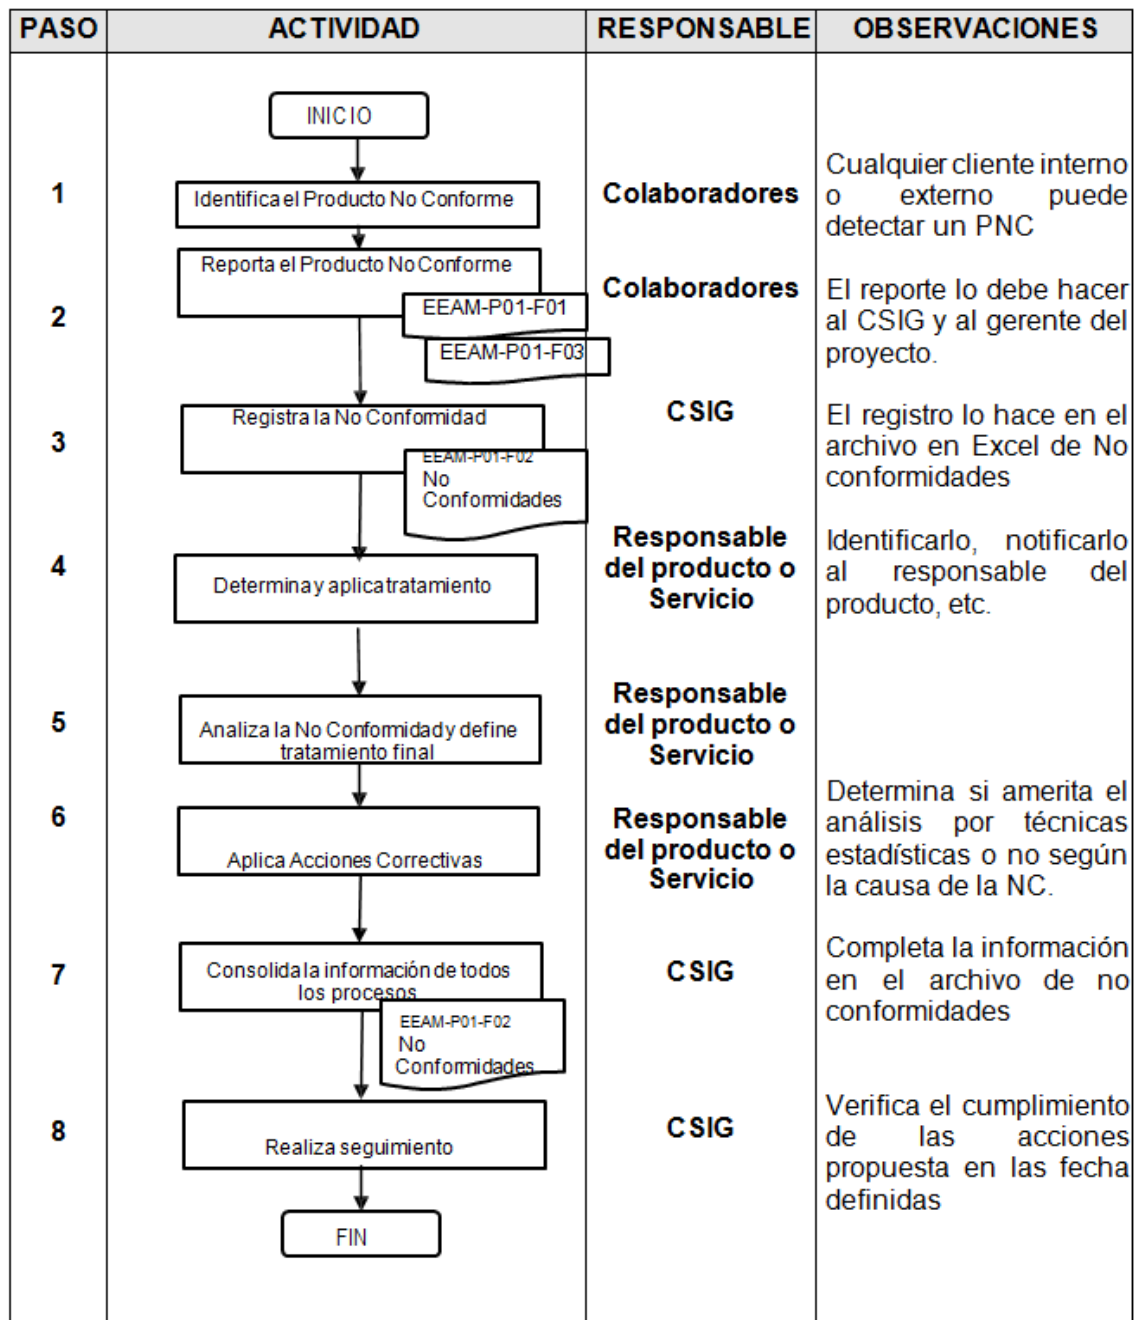 PASO ACTIVIDAD RESPONSABLE OBSERVACIONES
INICIO
1
Identifica el Producto No Conforme
Colaboradores
Cualquier cliente interno
o externo puede
detectar un PNC
2
Reporta el Producto No Conforme
EEAM-P01-F01
EEAM-P01-F03
Colaboradores
El reporte lo debe hacer
al CSIG y al gerente del
proyecto.
3
Registra la No Conformidad
EEAM-P01-F02
No
Conformidades
CSIG
El registro lo hace en el
archivo en Excel de No
conformidades
4
Determina y aplica tratamiento
Responsable
del producto o
Servicio
Identificarlo, notificarlo
al responsable del
producto, etc.
5
Analiza la No Conformidad y define
tratamiento final
Responsable
del producto o
Servicio
6
Aplica Acciones Correctivas
Responsable
del producto o
Servicio
Determina si amerita el
análisis por técnicas
estadísticas o no según
la causa de la NC.
7
Consolida la información de todos
los procesos
EEAM-P01-F02
No
Conformidades
CSIG
Completa la información
en el archivo de no
conformidades
8
Realiza seguimiento
CSIG
Verifica el cumplimiento
de las acciones
propuesta en las fecha
definidas
FIN